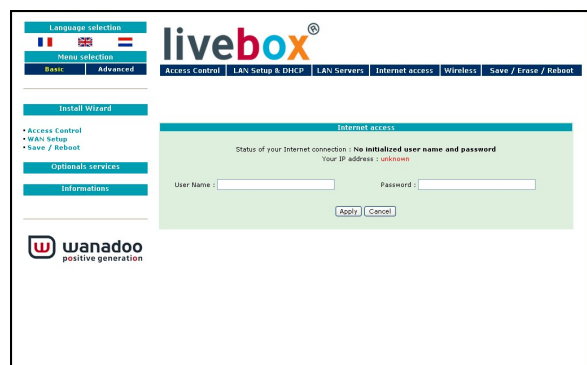 Language selection
Menu selection
Basic Advanced
livebox®
Access Control LAN Setup & DHCP LAN Servers Internet access Wireless Save / Erase / Reboot
Install Wizard
• Access Control
• WAN Setup
• Save / Reboot
Optionals services
Informations
wanadoo
positive generation
Internet access
Status of your Internet connection : No initialized user name and password
Your IP address : unknown
User Name : Password :
Apply Cancel